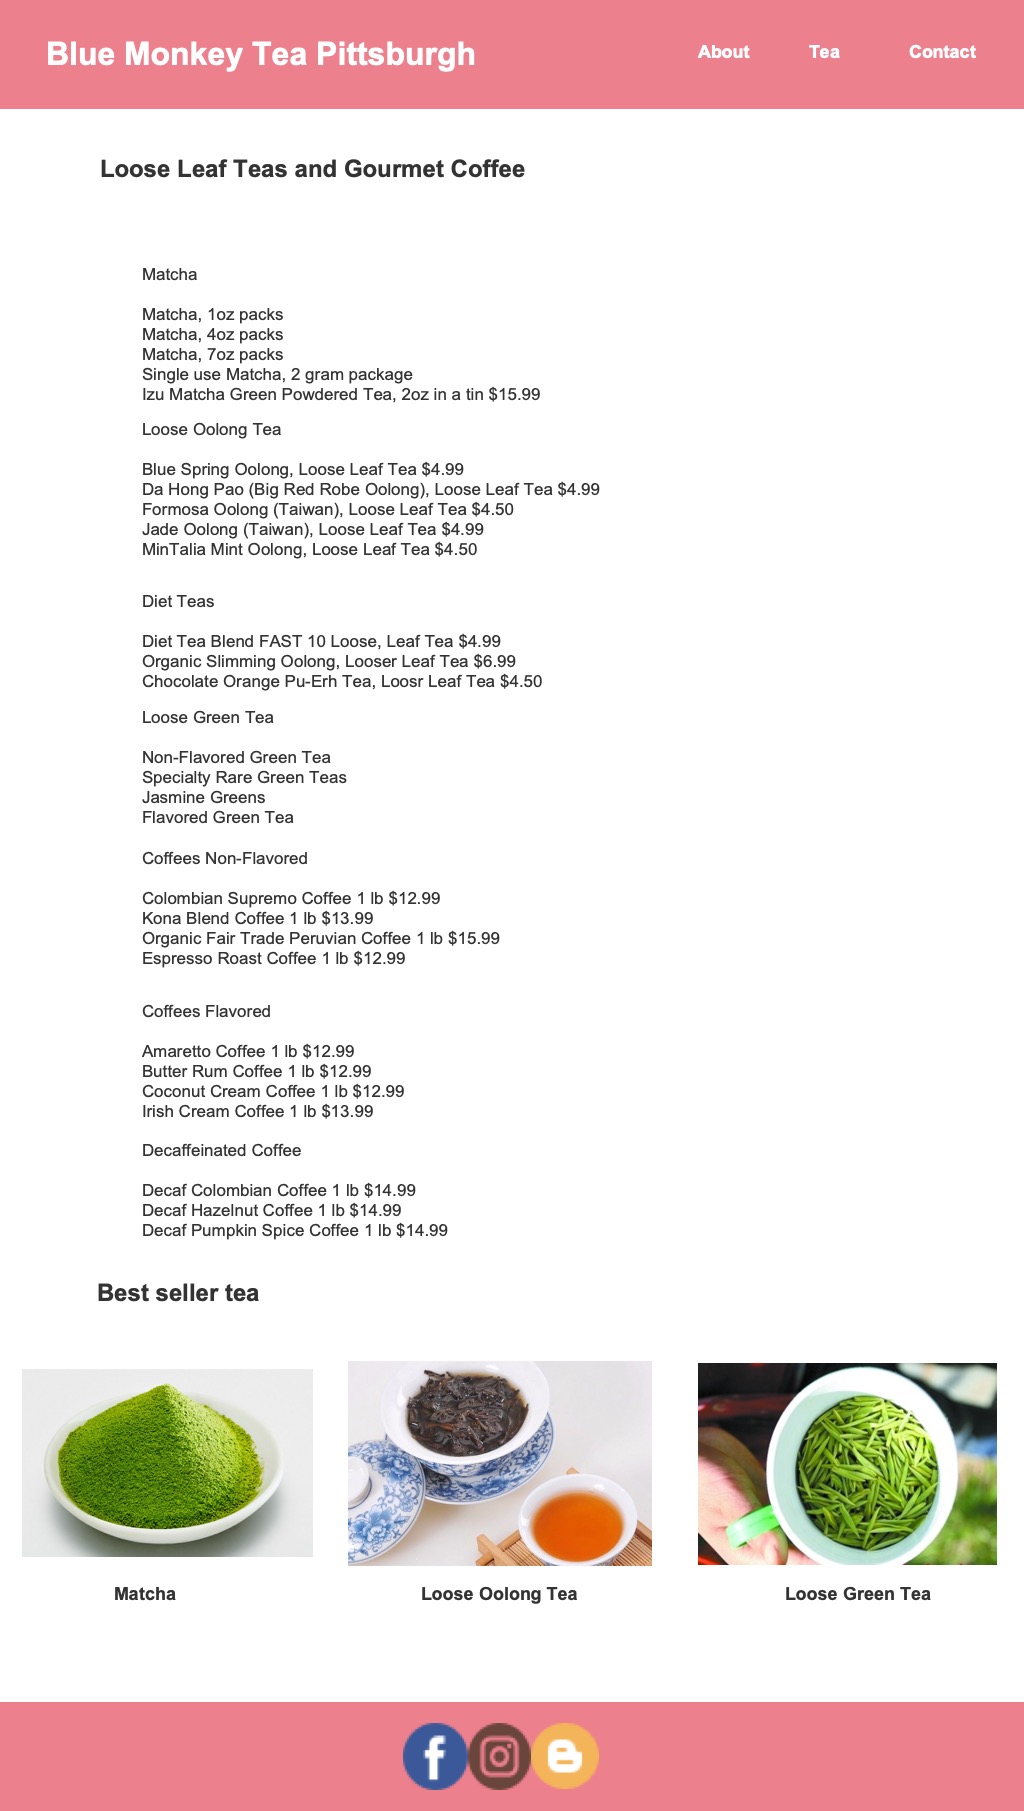 Blue Monkey Tea Pittsburgh
About Tea Contact
Loose Leaf Teas and Gourmet Coffee
Matcha
Matcha, 1oz packs
Matcha, 4oz packs
Matcha, 7oz packs
Single use Matcha, 2 gram package
Izu Matcha Green Powdered Tea, 2oz in a tin $15.99
Loose Oolong Tea
Blue Spring Oolong, Loose Leaf Tea $4.99
Da Hong Pao (Big Red Robe Oolong), Loose Leaf Tea $4.99
Formosa Oolong (Taiwan), Loose Leaf Tea $4.50
Jade Oolong (Taiwan), Loose Leaf Tea $4.99
MinTalia Mint Oolong, Loose Leaf Tea $4.50
Diet Teas
Diet Tea Blend FAST 10 Loose, Leaf Tea $4.99
Organic Slimming Oolong, Looser Leaf Tea $6.99
Chocolate Orange Pu-Erh Tea, Loosr Leaf Tea $4.50
Loose Green Tea
Non-Flavored Green Tea
Specialty Rare Green Teas
Jasmine Greens
Flavored Green Tea
Coffees Non-Flavored
Colombian Supremo Coffee 1 lb $12.99
Kona Blend Coffee 1 lb $13.99
Organic Fair Trade Peruvian Coffee 1 lb $15.99
Espresso Roast Coffee 1 lb $12.99
Coffees Flavored
Amaretto Coffee 1 lb $12.99
Butter Rum Coffee 1 lb $12.99
Coconut Cream Coffee 1 lb $12.99
Irish Cream Coffee 1 lb $13.99
Decaffeinated Coffee
Decaf Colombian Coffee 1 lb $14.99
Decaf Hazelnut Coffee 1 lb $14.99
Decaf Pumpkin Spice Coffee 1 lb $14.99
Best seller tea
Matcha
Loose Oolong Tea
Loose Green Tea